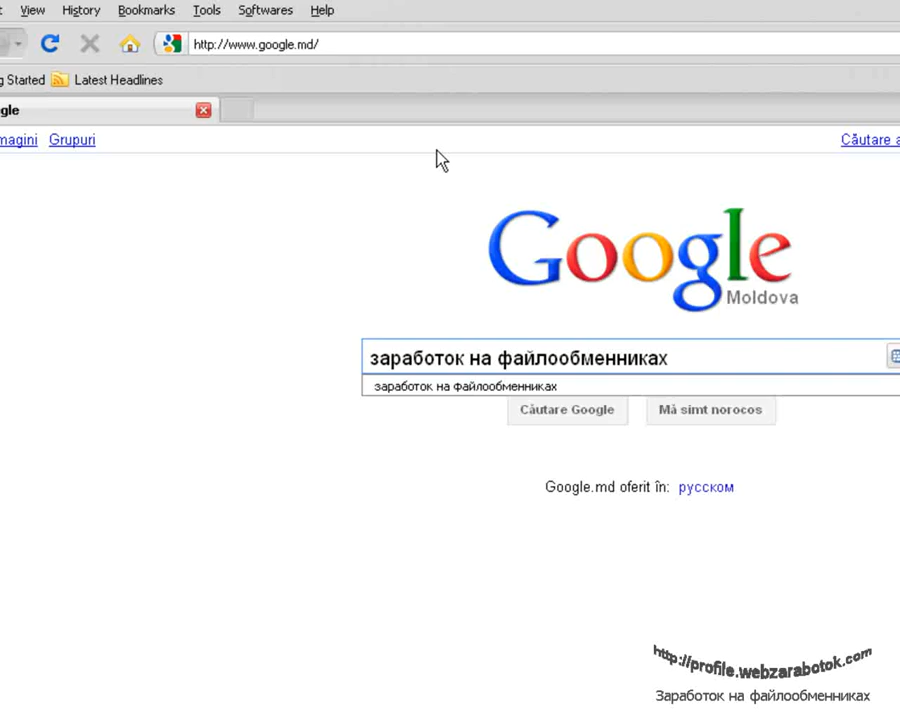 View History Bookmarks Tools Softwares Help
http://www.google.md/
Started Latest Headlines
gle
magini Grupuri Căutare a
Google
Moldova
заработок на файлообменниках
заработок на файлообменниках
Căutare Google Mă simt norocos
Google.md oferit în: русском
http://profile.webzarabotok.com
Заработок на файлообменниках